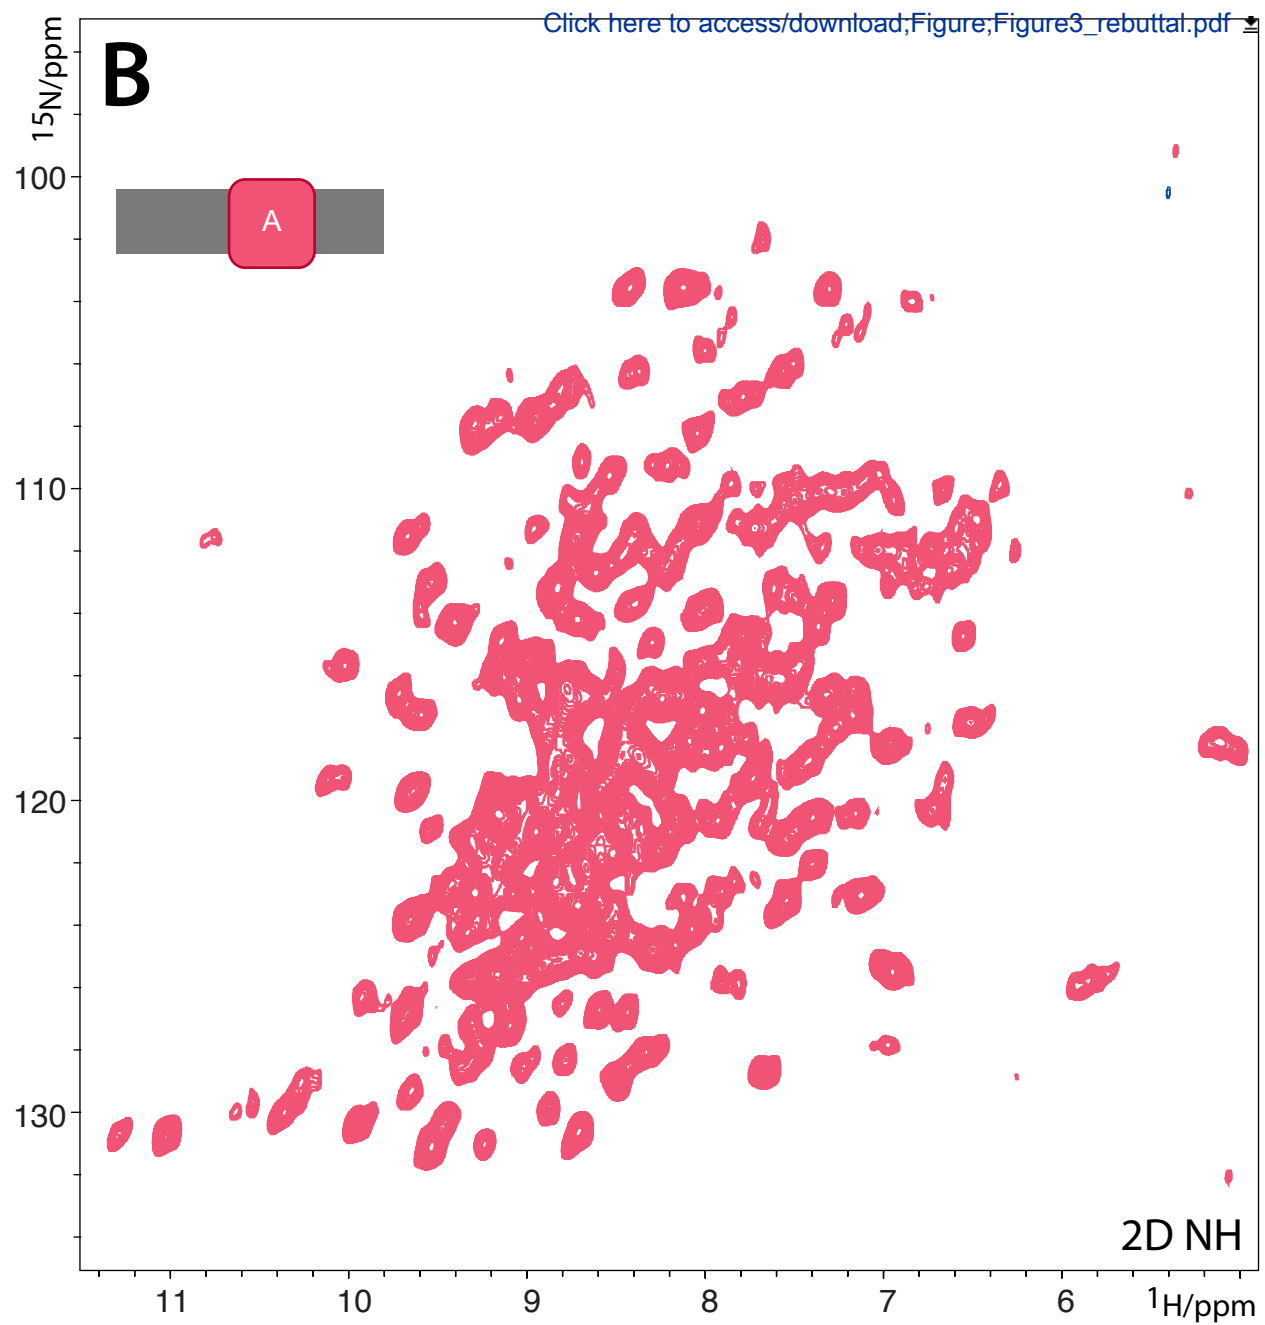 Click here to access/download;Figure;Figure3_rebuttal.pdf
B
15N/ppm
100
A
110
120
130
2D NH
11
10
9
8
7
6
1H/ppm